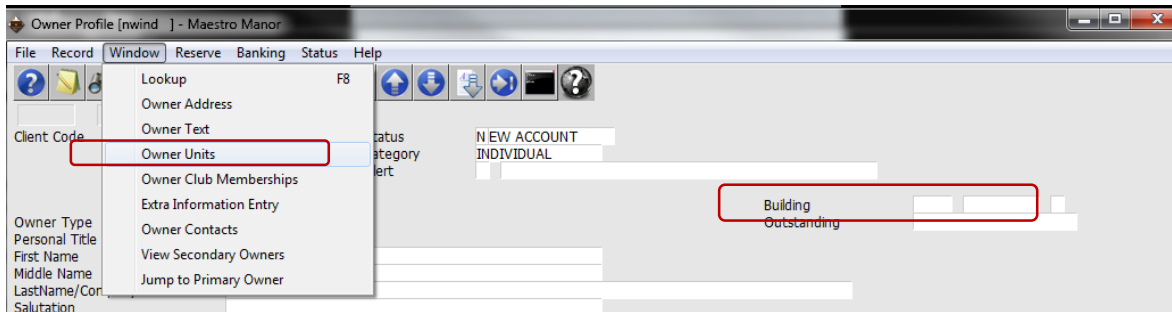 Owner Profile [nwind ] - Maestro Manor
File Record Window Reserve Banking Status Help
Lookup F8
Owner Address
Owner Text
Client Code tatus NEW ACCOUNT
Owner Units ategory INDIVIDUAL
lert
Owner Club Memberships
Extra Information Entry Building
Owner Type Outstanding
Owner Contacts
Personal Title
First Name View Secondary Owners
Middle Name
Jump to Primary Owner
LastName/Con
Salutation